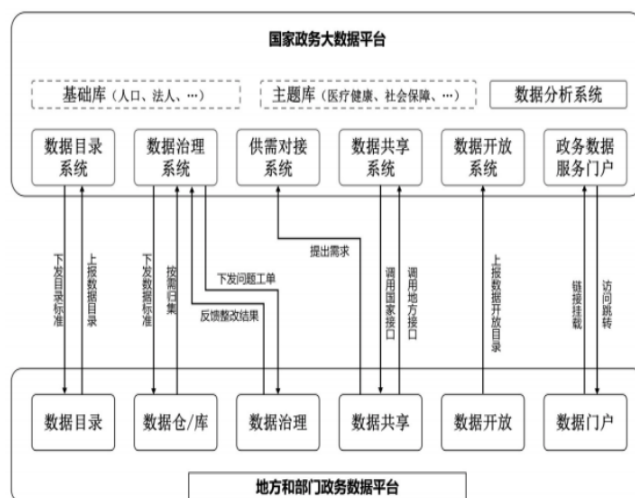 国家政务大数据平台
基础库（人口、法人、…）
主题库（医疗健康、社会保障、…）
数据分析系统
数据目录
系统
数据治理
系统
供需对接
系统
数据共享
系统
数据开放
系统
政务数据
服务门户
下发目录标准
上报数据目录
下发数据标准
按需归集
下发问题工单
反馈整改结果
提出需求
调用国家接口
调用地方接口
上报数据开放目录
链接挂载
访问跳转
数据目录
数据仓/库
数据治理
数据共享
数据开放
数据门户
地方和部门政务数据平台